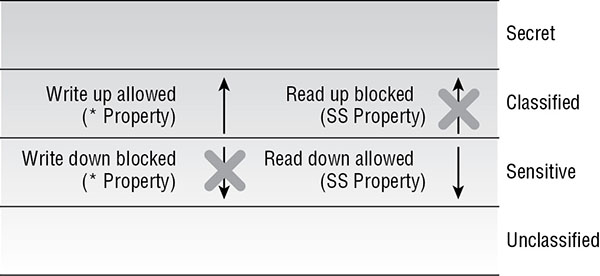 Secret
Write up allowed
(* Property)
Read up blocked
(SS Property)
Classified
Write down blocked
(* Property)
Read down allowed
(SS Property)
Sensitive
Unclassified